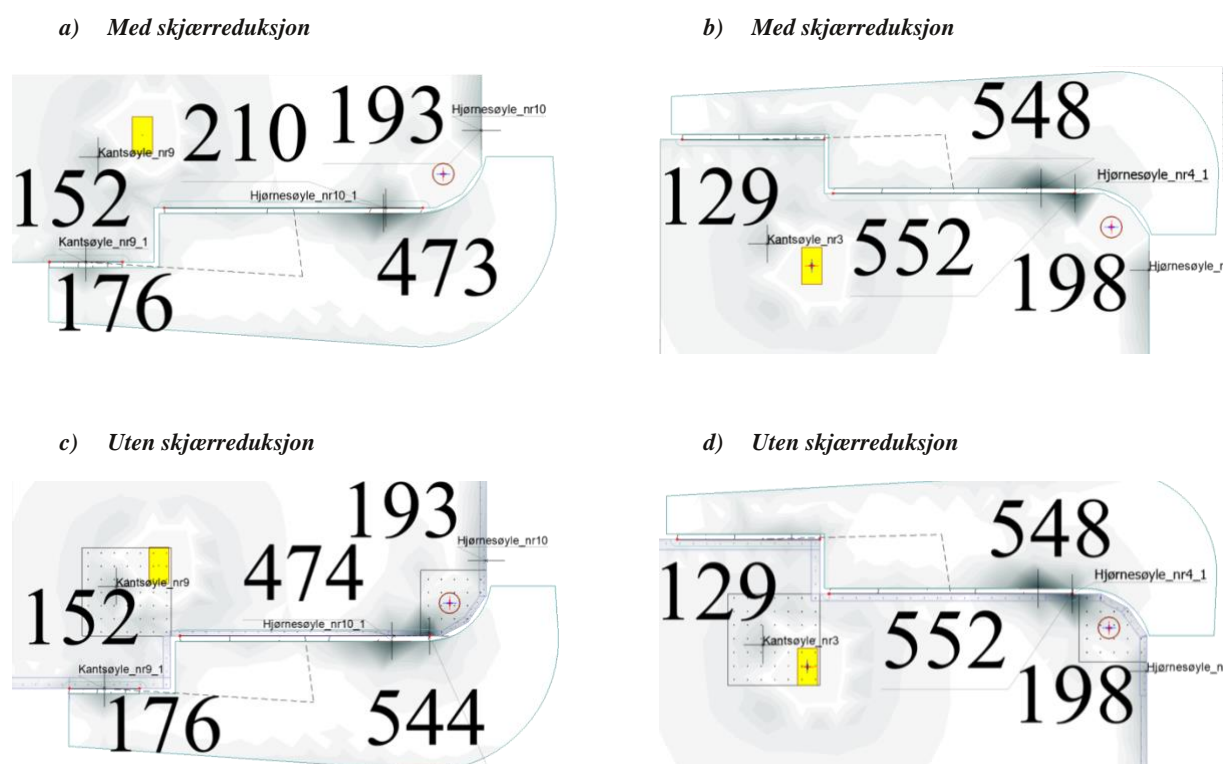 a) Med skjærreduksjon
193
Hjørnesøyle_nr10
210
Kantsøyle_nr9
152
Hjørnesøyle_nr10_1
Kantsøyle_nr9_1
473
176
b) Med skjærreduksjon
548
Hjørnesøyle_nr4_1
129
Kantsøyle_nr3
552
198
Hjørnesøyle_r
c) Uten skjærreduksjon
193
Hjørnesøyle_nr10
474
Kantsøyle_nr9
152
Hjørnesøyle_nr10_1
Kantsøyle_nr9_1
176
544
d) Uten skjærreduksjon
548
Hjørnesøyle_nr4_1
129
Kantsøyle_nr3
552
Hjørnesøyle_n
198